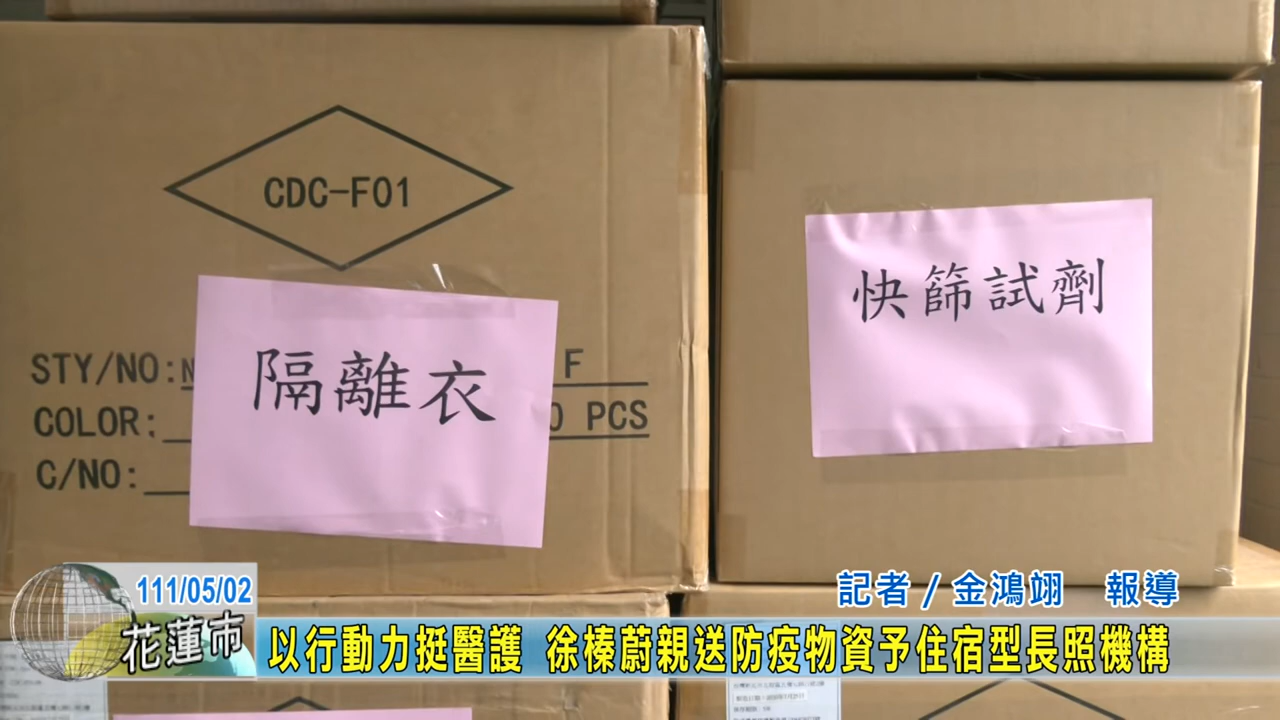 CDC-F01
隔離衣
STY/NO:N
F
COLOR:
0 PCS
C/NO:
快篩試劑
111/05/02
花蓮市
記者/金鴻翊 報導
以行動力挺醫護 徐榛蔚親送防疫物資予住宿型長照機構